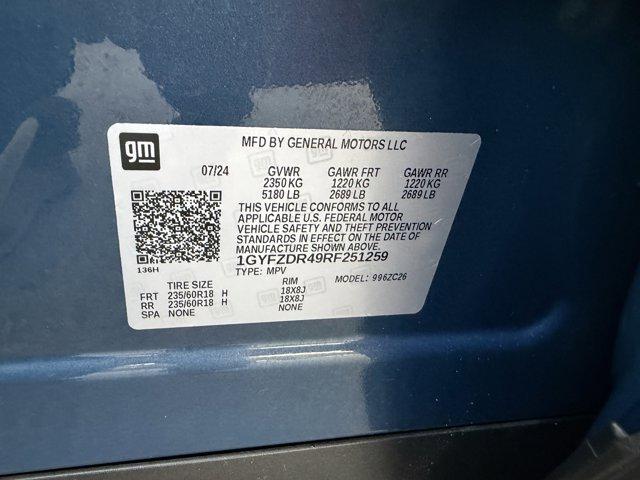 gm
MFD BY GENERAL MOTORS LLC
07/24 GVWR GAWR FRT GAWR RR
2350 KG 1220 KG 1220 KG
5180 LB 2689 LB 2689 LB
THIS VEHICLE CONFORMS TO ALL
APPLICABLE U.S. FEDERAL MOTOR
VEHICLE SAFETY AND THEFT PREVENTION
STANDARDS IN EFFECT ON THE DATE OF
MANUFACTURE SHOWN ABOVE.
1GYFZDR49RF251259
136H TYPE: MPV MODEL: 996ZC26
TIRE SIZE RIM
FRT 235/60R18 H 18X8J
RR 235/60R18 H 18X8J
SPA NONE NONE